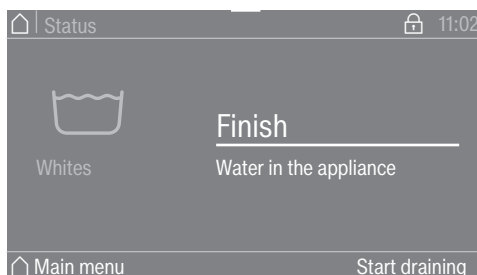 Status 11:02
Finish
Whites Water in the appliance
Main menu Start draining